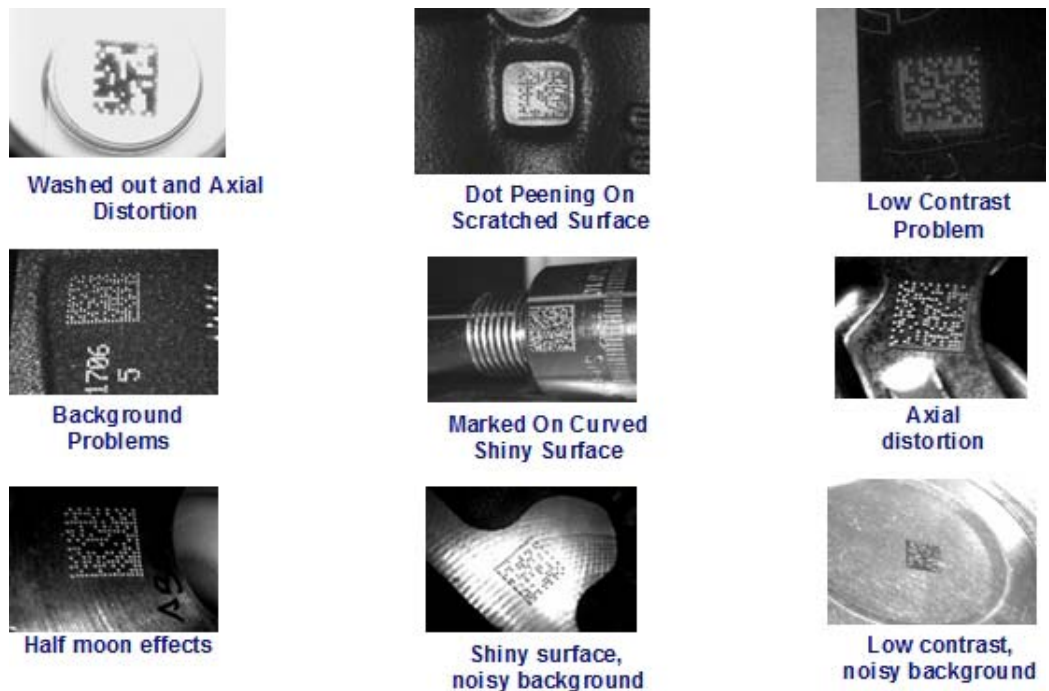 Washed out and Axial
Distortion
Dot Peening On
Scratched Surface
Low Contrast
Problem
1706
5
Background
Problems
Marked On Curved
Shiny Surface
Axial
distortion
Half moon effects
Shiny surface,
noisy background
Low contrast,
noisy background